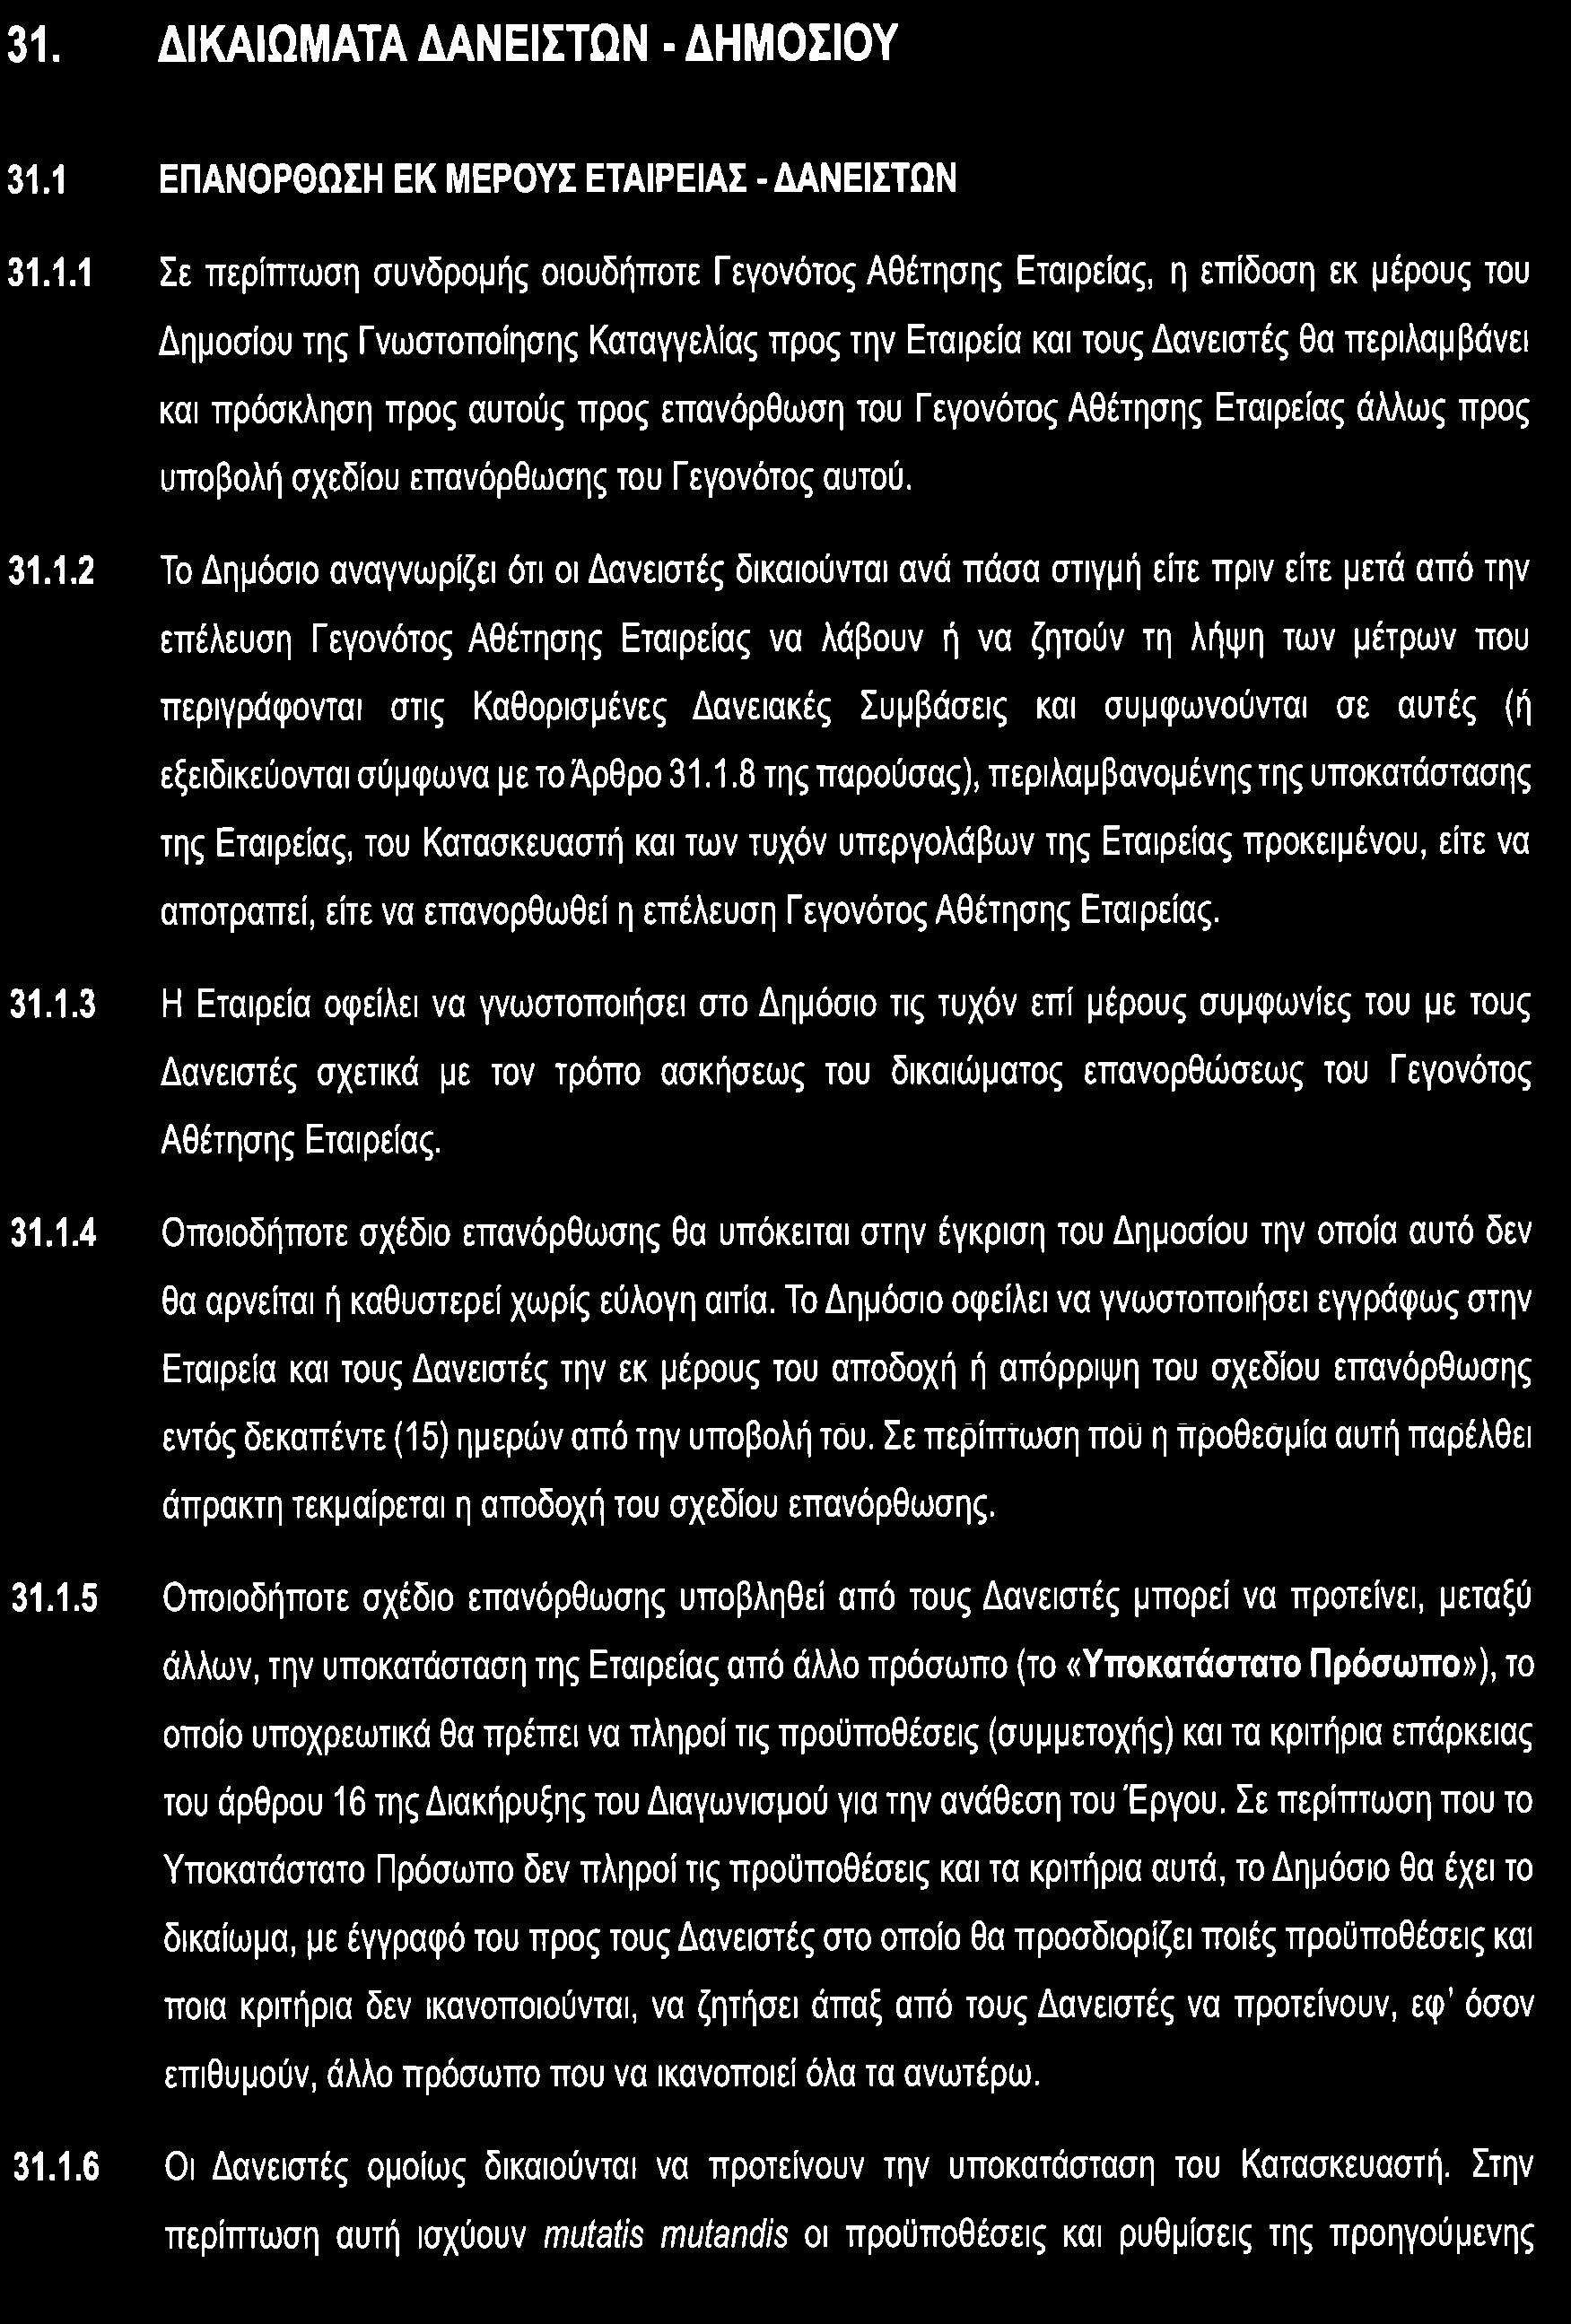 31. ΔΙΚΑΙΩΜΑΤΑ ΔΑΝΕΙΣΤΩΝ - ΔΗΜΟΣΙΟΥ
31.1 ΕΠΑΝΟΡΘΩΣΗ ΕΚ ΜΕΡΟΥΣ ΕΤΑΙΡΕΙΑΣ - ΔΑΝΕΙΣΤΩΝ
31.1.1 Σε περίπτωση συνδρομής οιουδήποτε Γεγονότος Αθέτησης Εταιρείας, η επίδοση εκ μέρους του
Δημοσίου της Γνωστοποίησης Καταγγελίας προς την Εταιρεία και τους Δανειστές θα περιλαμβάνει
και πρόσκληση προς αυτούς προς επανόρθωση του Γεγονότος Αθέτησης Εταιρείας άλλως προς
υποβολή σχεδίου επανόρθωσης του Γεγονότος αυτού.
31.1.2 Το Δημόσιο αναγνωρίζει ότι οι Δανειστές δικαιούνται ανά πάσα στιγμή είτε πριν είτε μετά από την
επέλευση Γεγονότος Αθέτησης Εταιρείας να λάβουν ή να ζητούν τη λήψη των μέτρων που
περιγράφονται στις Καθορισμένες Δανειακές Συμβάσεις και συμφωνούνται σε αυτές (ή
εξειδικεύονται σύμφωνα με το Άρθρο 31.1.8 της παρούσας), περιλαμβανομένης της υποκατάστασης
της Εταιρείας, του Κατασκευαστή και των τυχόν υπεργολάβων της Εταιρείας προκειμένου, είτε να
αποτραπεί, είτε να επανορθωθεί η επέλευση Γεγονότος Αθέτησης Εταιρείας.
31.1.3 Η Εταιρεία οφείλει να γνωστοποιήσει στο Δημόσιο τις τυχόν επί μέρους συμφωνίες του με τους
Δανειστές σχετικά με τον τρόπο ασκήσεως του δικαιώματος επανορθώσεως του Γεγονότος
Αθέτησης Εταιρείας.
31.1.4 Οποιοδήποτε σχέδιο επανόρθωσης θα υπόκειται στην έγκριση του Δημοσίου την οποία αυτό δεν
θα αρνείται ή καθυστερεί χωρίς εύλογη αιτία. Το Δημόσιο οφείλει να γνωστοποιήσει εγγράφως στην
Εταιρεία και τους Δανειστές την εκ μέρους του αποδοχή ή απόρριψη του σχεδίου επανόρθωσης
εντός δεκαπέντε (15) ημερών από την υποβολή του. Σε περίπτωση που η προθεσμία αυτή παρέλθει
άπρακτη τεκμαίρεται η αποδοχή του σχεδίου επανόρθωσης.
31.1.5 Οποιοδήποτε σχέδιο επανόρθωσης υποβληθεί από τους Δανειστές μπορεί να προτείνει, μεταξύ
άλλων, την υποκατάσταση της Εταιρείας από άλλο πρόσωπο (το «Υποκατάστατο Πρόσωπο»), το
οποίο υποχρεωτικά θα πρέπει να πληροί τις προϋποθέσεις (συμμετοχής) και τα κριτήρια επάρκειας
του άρθρου 16 της Διακήρυξης του Διαγωνισμού για την ανάθεση του Έργου. Σε περίπτωση που το
Υποκατάστατο Πρόσωπο δεν πληροί τις προϋποθέσεις και τα κριτήρια αυτά, το Δημόσιο θα έχει το
δικαίωμα, με έγγραφό του προς τους Δανειστές στο οποίο θα προσδιορίζει ποιές προϋποθέσεις και
ποια κριτήρια δεν ικανοποιούνται, να ζητήσει άπαξ από τους Δανειστές να προτείνουν, εφ’ όσον
επιθυμούν, άλλο πρόσωπο που να ικανοποιεί όλα τα ανωτέρω.
31.1.6 Οι Δανειστές ομοίως δικαιούνται να προτείνουν την υποκατάσταση του Κατασκευαστή. Στην
περίπτωση αυτή ισχύουν mutatis mutandis οι προϋποθέσεις και ρυθμίσεις της προηγούμενης